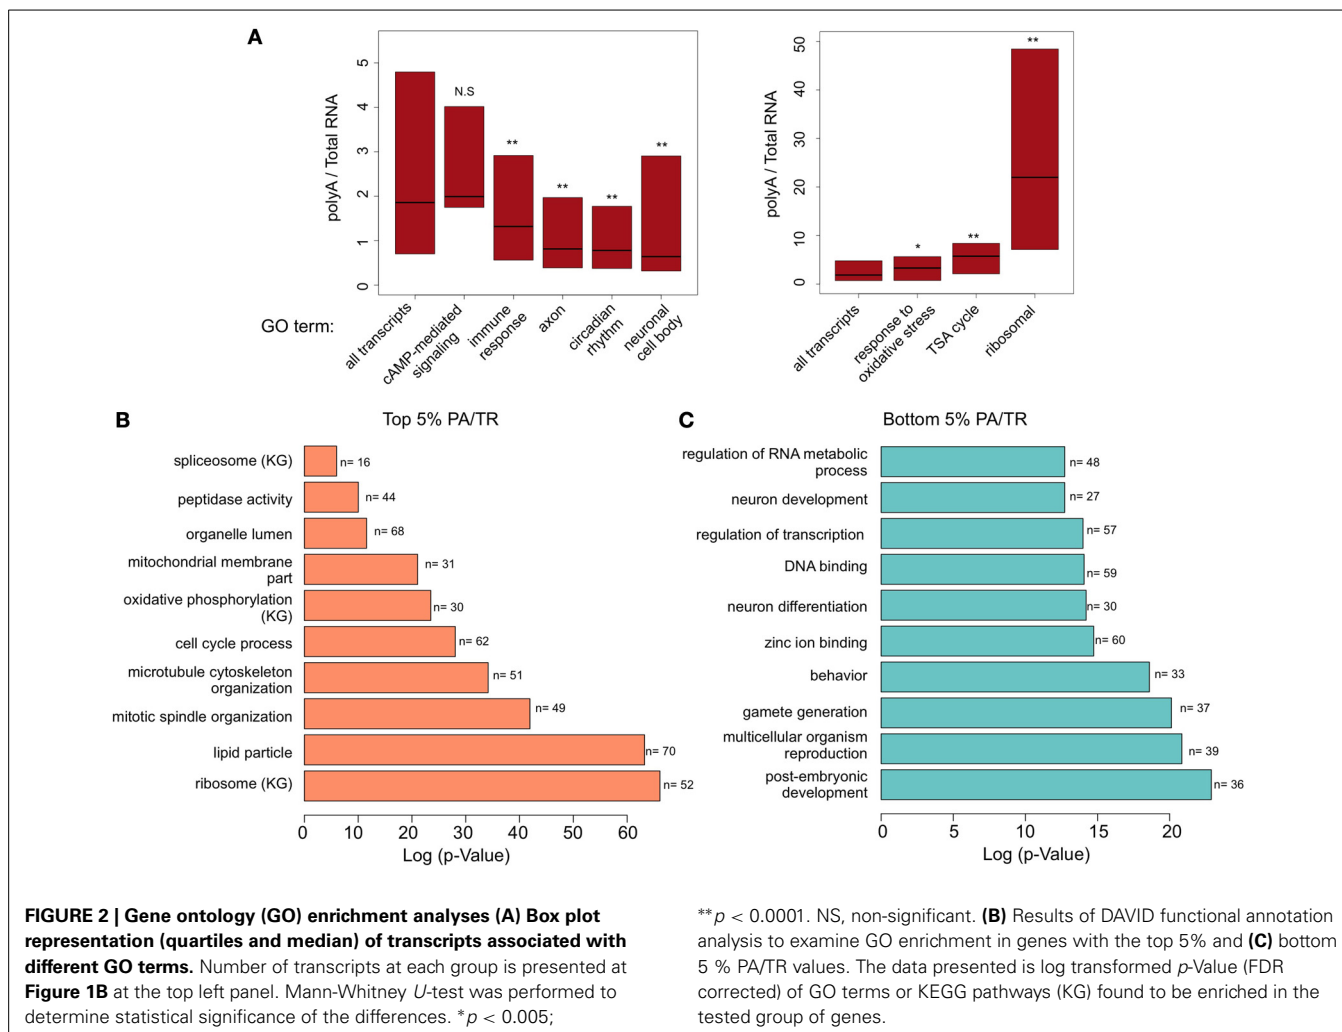 A
polyA / Total RNA
5
4
3
2
1
0
N.S
**
**
**
**
GO term:
all transcripts
cAMP-mediated
signaling
immune
response
axon
circadian
rhythm
neuronal
cell body
polyA / Total RNA
50
40
30
20
10
0
*
**
**
all transcripts
response to
oxidative stress
TSA cycle
ribosomal
B
Top 5% PA/TR
spliceosome (KG)
n= 16
peptidase activity
n= 44
organelle lumen
n= 68
mitochondrial membrane
part
n= 31
oxidative phosphorylation
(KG)
n= 30
cell cycle process
n= 62
microtubule cytoskeleton
organization
n= 51
mitotic spindle organization
n= 49
lipid particle
n= 70
ribosome (KG)
n= 52
0 10 20 30 40 50 60
Log (p-Value)
C
Bottom 5% PA/TR
regulation of RNA metabolic
process
n= 48
neuron development
n= 27
regulation of transcription
n= 57
DNA binding
n= 59
neuron differentiation
n= 30
zinc ion binding
n= 60
behavior
n= 33
gamete generation
n= 37
multicellular organism
reproduction
n= 39
post-embryonic
development
n= 36
0 5 10 15 20
Log (p-Value)
FIGURE 2 | Gene ontology (GO) enrichment analyses (A) Box plot
representation (quartiles and median) of transcripts associated with
different GO terms. Number of transcripts at each group is presented at
Figure 1B at the top left panel. Mann-Whitney U-test was performed to
determine statistical significance of the differences. *p < 0.005;
**p < 0.0001. NS, non-significant. (B) Results of DAVID functional annotation
analysis to examine GO enrichment in genes with the top 5% and (C) bottom
5 % PA/TR values. The data presented is log transformed p-Value (FDR
corrected) of GO terms or KEGG pathways (KG) found to be enriched in the
tested group of genes.